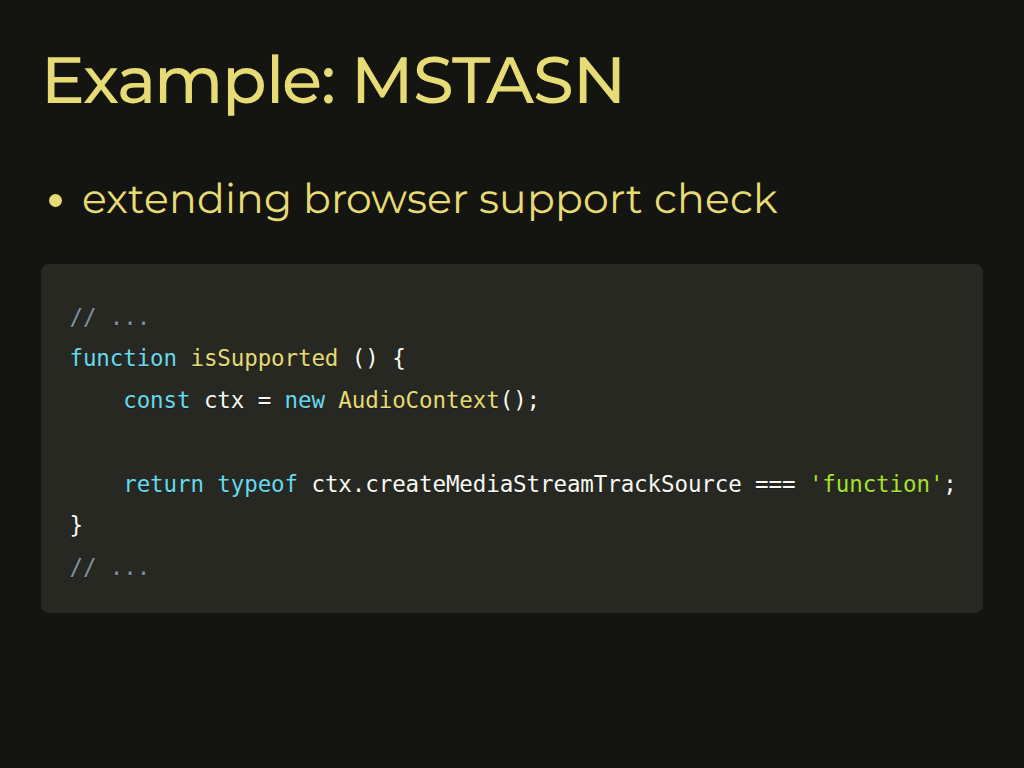 Example: MSTASN
• extending browser support check
// ...
function isSupported () {
    const ctx = new AudioContext();

    return typeof ctx.createMediaStreamTrackSource === 'function';
}
// ...